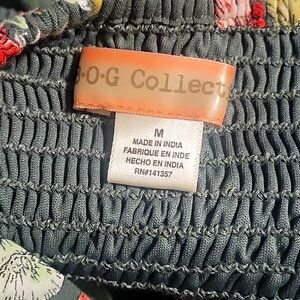 ·O·G Collect
M
MADE IN INDIA
FABRIQUE EN INDE
HECHO EN INDIA
RN#141357